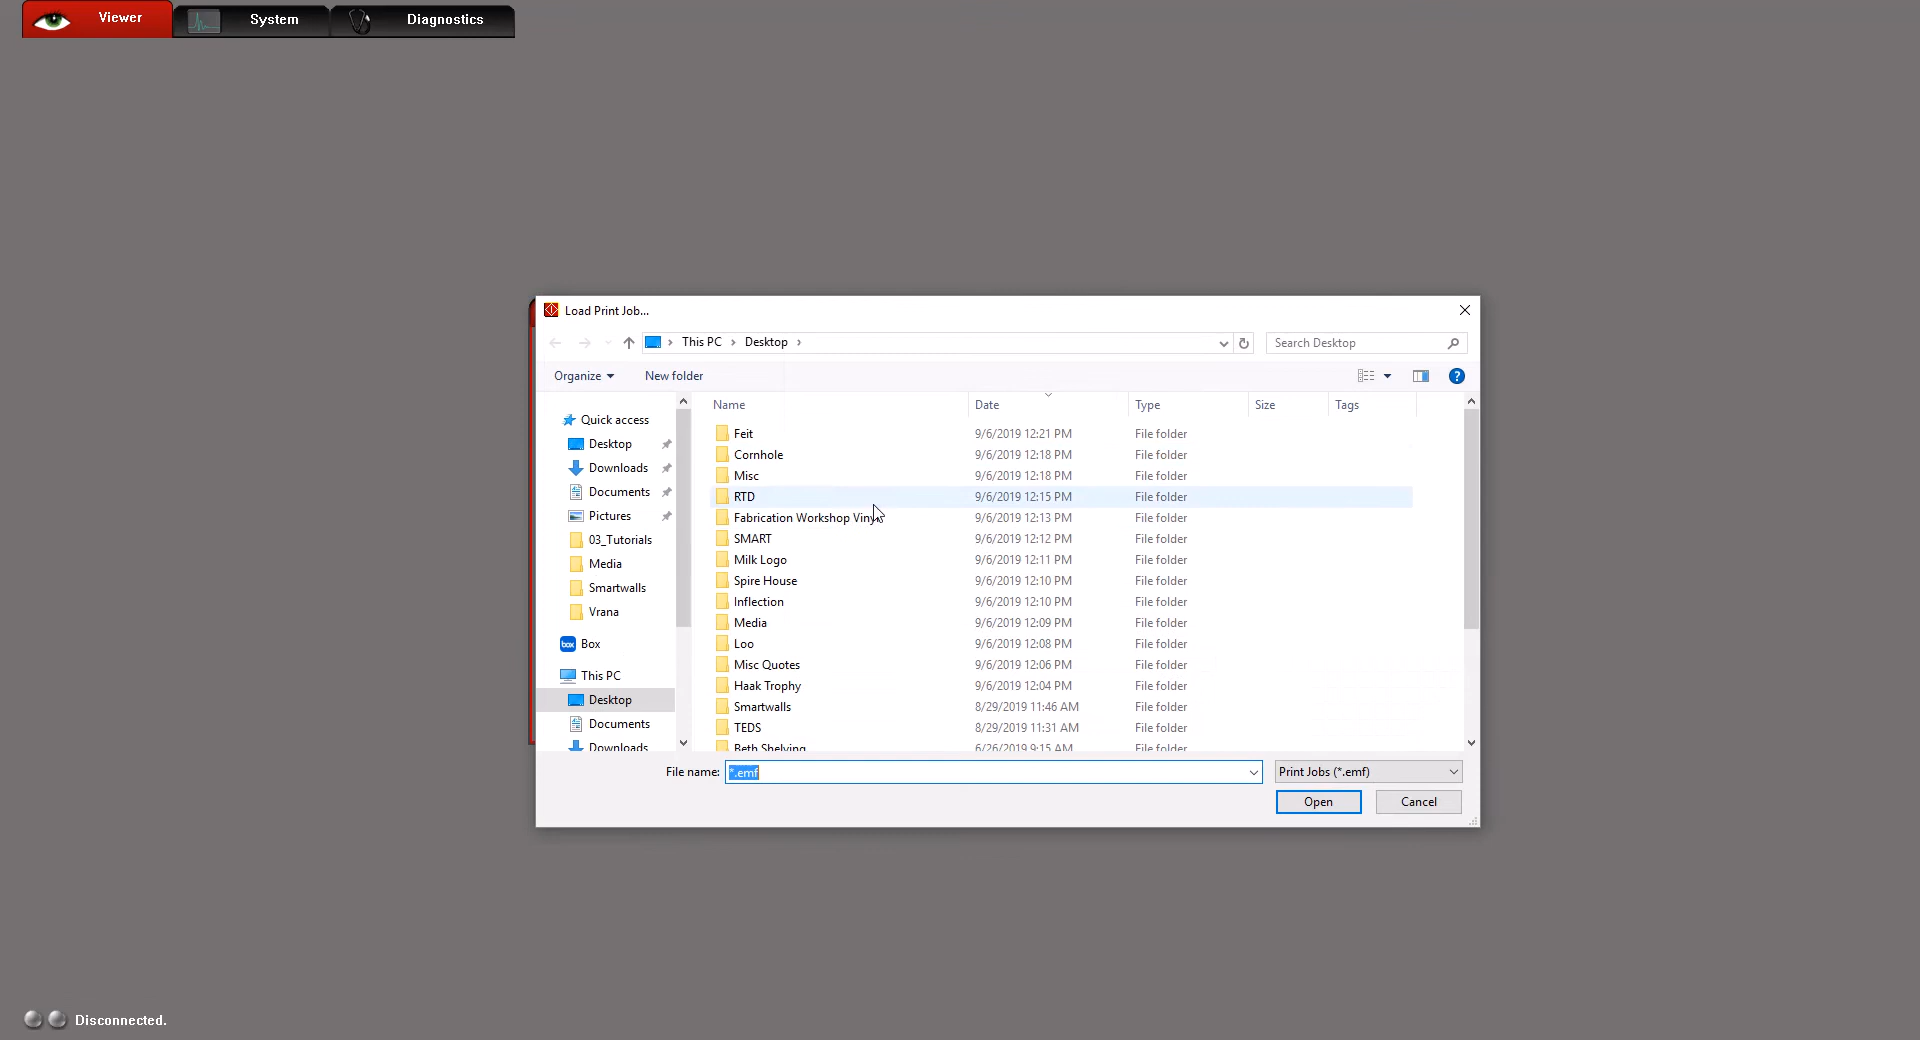 Viewer
System
Diagnostics
Load Print Job...
This PC
Desktop
Search Desktop
Organize
New folder
?
Name
Date
Type
Size
Tags
Quick access
Desktop
Downloads
Documents
Pictures
03_Tutorials
Media
Smartwalls
Vrana
box
Box
This PC
Desktop
Documents
Downloads
Feit 9/6/2019 12:21 PM File folder
Cornhole 9/6/2019 12:18 PM File folder
Misc 9/6/2019 12:18 PM File folder
RTD 9/6/2019 12:15 PM File folder
Fabrication Workshop Vinyl 9/6/2019 12:13 PM File folder
SMART 9/6/2019 12:12 PM File folder
Milk Logo 9/6/2019 12:11 PM File folder
Spire House 9/6/2019 12:10 PM File folder
Inflection 9/6/2019 12:10 PM File folder
Media 9/6/2019 12:09 PM File folder
Loo 9/6/2019 12:08 PM File folder
Misc Quotes 9/6/2019 12:06 PM File folder
Haak Trophy 9/6/2019 12:04 PM File folder
Smartwalls 8/29/2019 11:46 AM File folder
TEDS 8/29/2019 11:31 AM File folder
Beth Shelving 6/26/2019 9:15 AM File folder
File name: *.emf
Print Jobs (*.emf)
Open
Cancel
Disconnected.